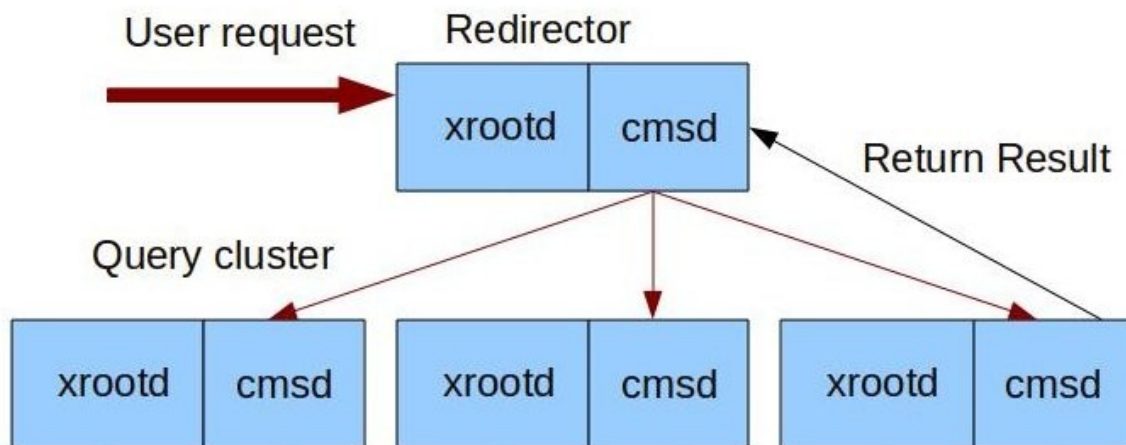 User request
Redirector
xrootd cmsd
Return Result
Query cluster
xrootd cmsd xrootd cmsd xrootd cmsd